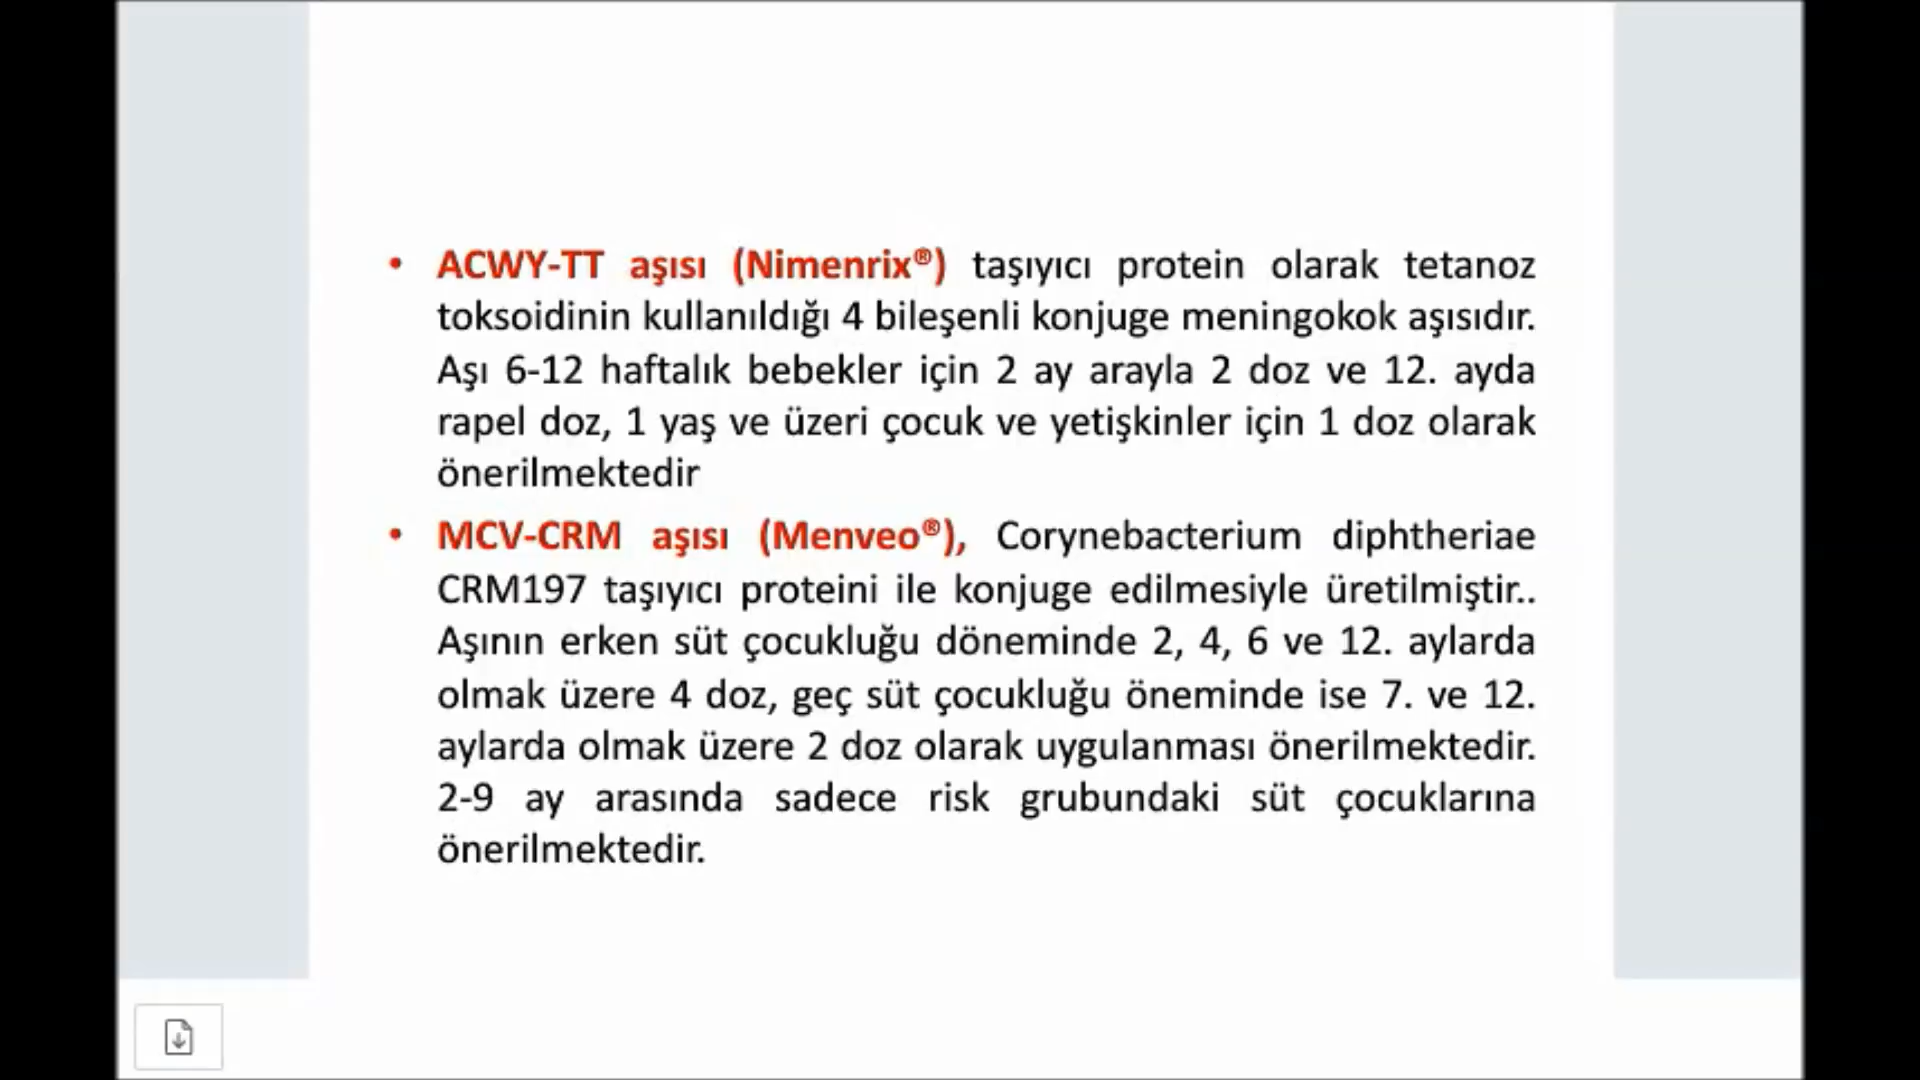 • ACWY-TT aşısı (Nimenrix®) taşıyıcı protein olarak tetanoz
toksoidinin kullanıldığı 4 bileşenli konjuge meningokok aşısıdır.
Aşı 6-12 haftalık bebekler için 2 ay arayla 2 doz ve 12. ayda
rapel doz, 1 yaş ve üzeri çocuk ve yetişkinler için 1 doz olarak
önerilmektedir
• MCV-CRM aşısı (Menveo®), Corynebacterium diphtheriae
CRM197 taşıyıcı proteini ile konjuge edilmesiyle üretilmiştir..
Aşının erken süt çocukluğu döneminde 2, 4, 6 ve 12. aylarda
olmak üzere 4 doz, geç süt çocukluğu öneminde ise 7. ve 12.
aylarda olmak üzere 2 doz olarak uygulanması önerilmektedir.
2-9 ay arasında sadece risk grubundaki süt çocuklarına
önerilmektedir.